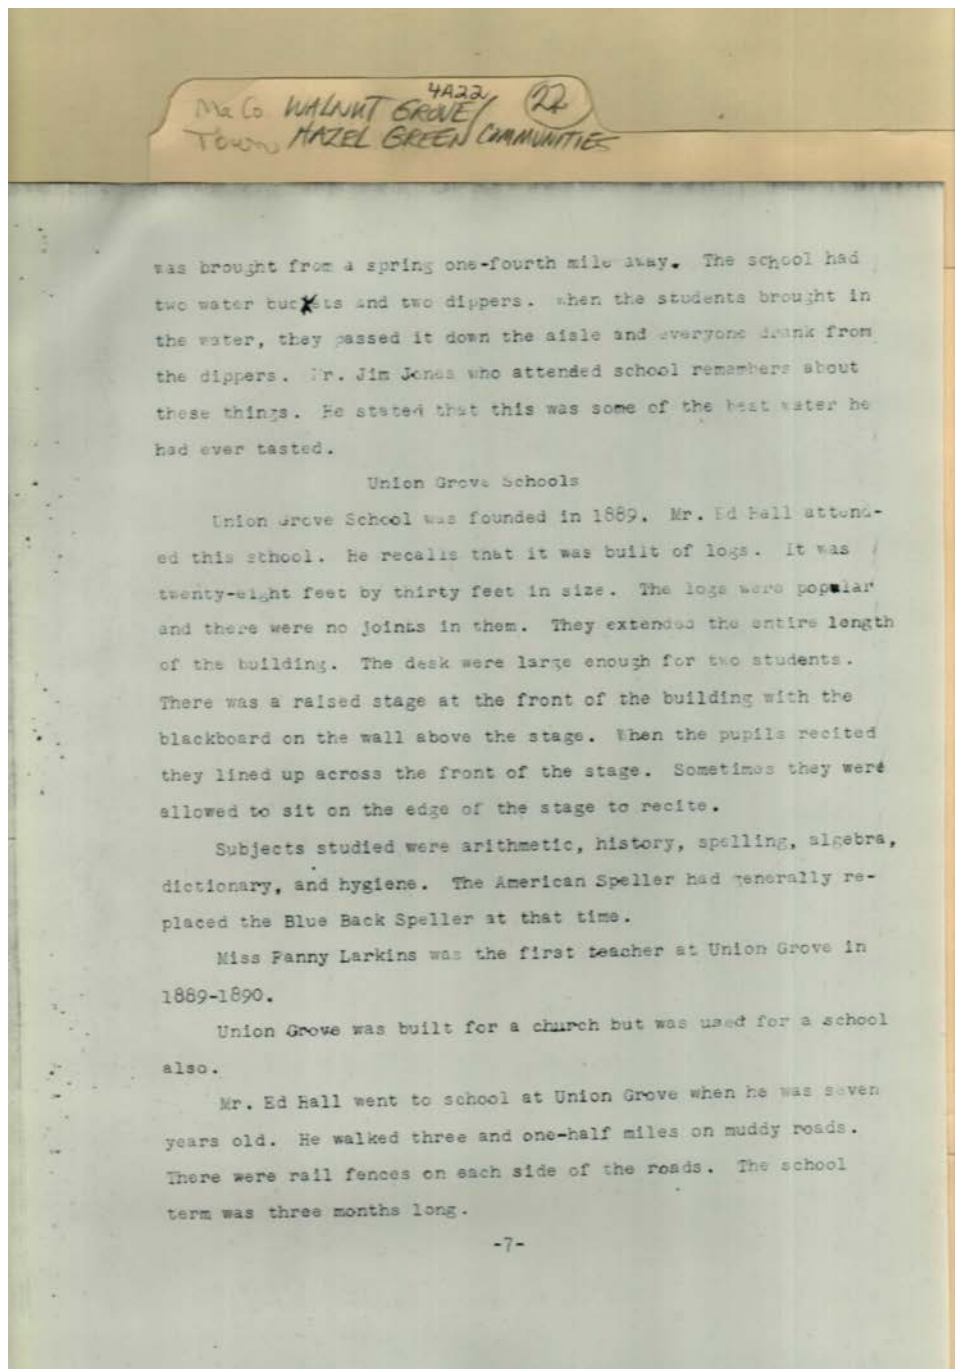 Ma Co WALNUT GROVE/ 4A22 22
Town HAZEL GREEN COMMUNITIES
was brought from a spring one-fourth mile away. The school had
two water buckets and two dippers. When the students brought in
the water, they passed it down the aisle and everyone drank from
the dippers. Mr. Jim Jones who attended school remembers about
these things. He stated that this was some of the best water he
had ever tasted.
Union Grove Schools
Union Grove School was founded in 1889. Mr. Ed Hall attend-
ed this school. He recalls that it was built of logs. It was
twenty-eight feet by thirty feet in size. The logs were popular
and there were no joints in them. They extended the entire length
of the building. The desk were large enough for two students.
There was a raised stage at the front of the building with the
blackboard on the wall above the stage. When the pupils recited
they lined up across the front of the stage. Sometimes they were
allowed to sit on the edge of the stage to recite.
Subjects studied were arithmetic, history, spelling, algebra,
dictionary, and hygiene. The American Speller had generally re-
placed the Blue Back Speller at that time.
Miss Fanny Larkins was the first teacher at Union Grove in
1889-1890.
Union Grove was built for a church but was used for a school
also.
Mr. Ed Hall went to school at Union Grove when he was seven
years old. He walked three and one-half miles on muddy roads.
There were rail fences on each side of the roads. The school
term was three months long.
-7-